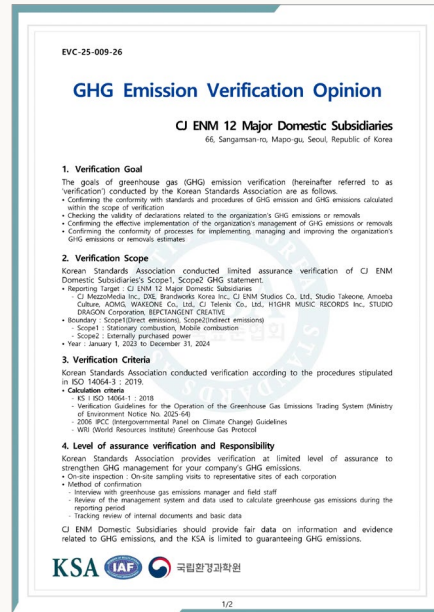 EVC-25-009-26
GHG Emission Verification Opinion
CJ ENM 12 Major Domestic Subsidiaries
66, Sangamsan-ro, Mapo-gu, Seoul, Republic of Korea
1. Verification Goal
The goals of greenhouse gas (GHG) emission verification (hereinafter referred to as
'verification') conducted by the Korean Standards Association are as follows.
• Confirming the conformity with standards and procedures of GHG emission and GHG emissions calculated
within the scope of verification
• Checking the validity of declarations related to the organization's GHG emissions or removals
• Confirming the effective implementation of the organization's management of GHG emissions or removals
• Confirming the conformity of processes for implementing, managing and improving the organization's
GHG emissions or removals estimates
2. Verification Scope
Korean Standards Association conducted limited assurance verification of CJ ENM
Domestic Subsidiaries's Scope1, Scope2 GHG statement.
• Reporting Target : CJ ENM 12 Major Domestic Subsidiaries
- CJ MezzoMedia Inc., DXE, Brandworks Korea Inc., CJ ENM Studios Co., Ltd., Studio Takeone, Amoeba
Culture, AOMG, WAKEONE Co., Ltd., CJ Telenix Co., Ltd., H1GHR MUSIC RECORDS Inc., STUDIO
DRAGON Corporation, BEPCTANGENT CREATIVE
• Boundary : Scope1(Direct emissions), Scope2(Indirect emissions)
- Scope1 : Stationary combustion, Mobile combustion
- Scope2 : Externally purchased power
• Year : January 1, 2023 to December 31, 2024
3. Verification Criteria
Korean Standards Association conducted verification according to the procedures stipulated
in ISO 14064-3 : 2019.
• Calculation criteria
- KS I ISO 14064-1 : 2018
- Verification Guidelines for the Operation of the Greenhouse Gas Emissions Trading System (Ministry
of Environment Notice No. 2025-64)
- 2006 IPCC (Intergovernmental Panel on Climate Change) Guidelines
- WRI (World Resources Institute) Greenhouse Gas Protocol
4. Level of assurance verification and Responsibility
Korean Standards Association provides verification at limited level of assurance to
strengthen GHG management for your company's GHG emissions.
• On-site inspection : On-site sampling visits to representative sites of each corporation
• Method of confirmation
- Interview with greenhouse gas emissions manager and field staff
- Review of the management system and data used to calculate greenhouse gas emissions during the
reporting period
- Tracking review of internal documents and basic data
CJ ENM Domestic Subsidiaries should provide fair data on information and evidence
related to GHG emissions, and the KSA is limited to guaranteeing GHG emissions.
KSA IAF 국립환경과학원
1/2